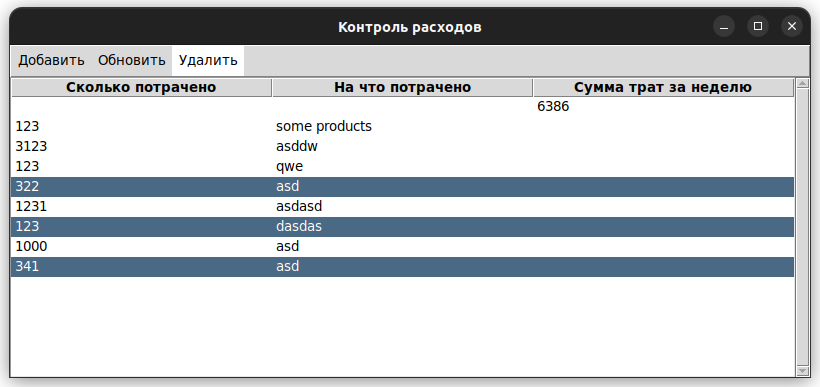 Контроль расходов
Добавить Обновить Удалить
Сколько потрачено На что потрачено Сумма трат за неделю
6386
123 some products
3123 asddw
123 qwe
322 asd
1231 asdasd
123 dasdas
1000 asd
341 asd